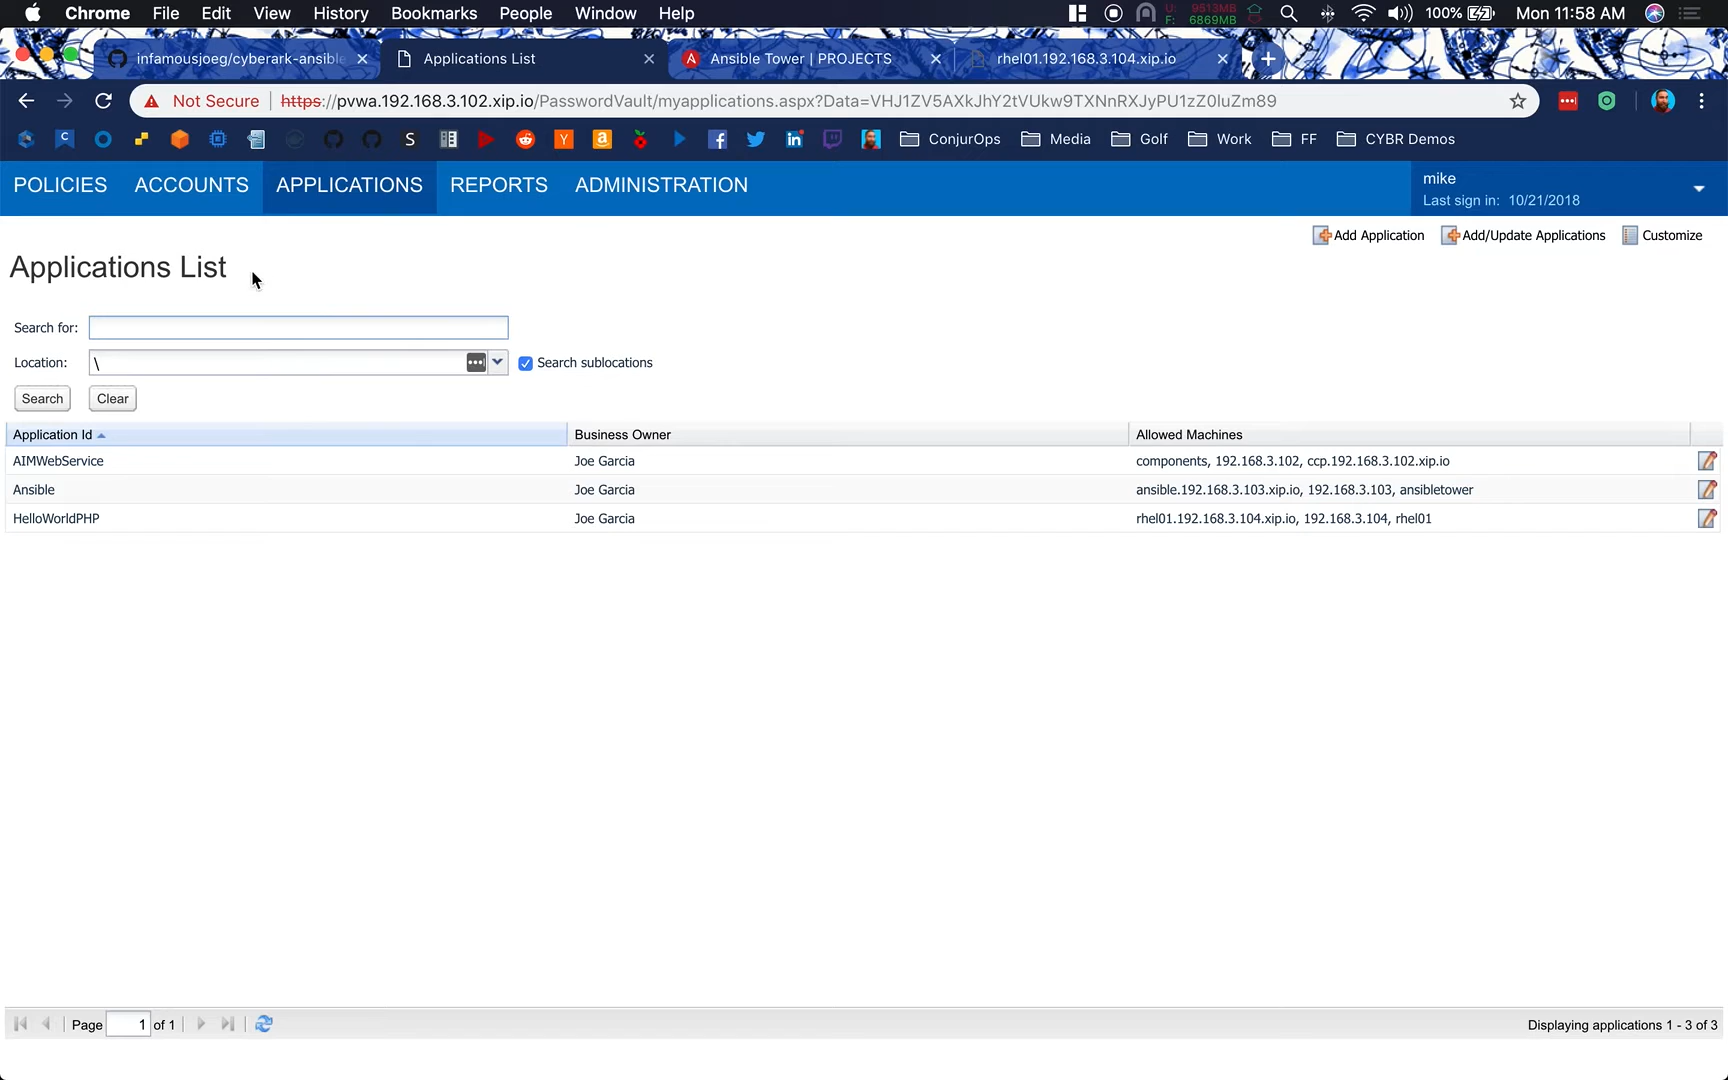 Chrome File Edit View History Bookmarks People Window Help U: 9513MB F: 6869MB 100% Mon 11:58 AM
infamousjoeg/cyberark-ansible Applications List Ansible Tower | PROJECTS rhel01.192.168.3.104.xip.io
Not Secure https://pvwa.192.168.3.102.xip.io/PasswordVault/myapplications.aspx?Data=VHJ1ZV5AXkJhY2tVUkw9TXNnRXJyPU1zZ0luZm89
ConjurOps Media Golf Work FF CYBR Demos
POLICIES ACCOUNTS APPLICATIONS REPORTS ADMINISTRATION
mike
Last sign in: 10/21/2018
Add Application Add/Update Applications Customize
Applications List
Search for:
Location: \ Search sublocations
Search Clear
Application Id Business Owner Allowed Machines
AIMWebService Joe Garcia components, 192.168.3.102, ccp.192.168.3.102.xip.io
Ansible Joe Garcia ansible.192.168.3.103.xip.io, 192.168.3.103, ansibletower
HelloWorldPHP Joe Garcia rhel01.192.168.3.104.xip.io, 192.168.3.104, rhel01
Page 1 of 1 Displaying applications 1 - 3 of 3